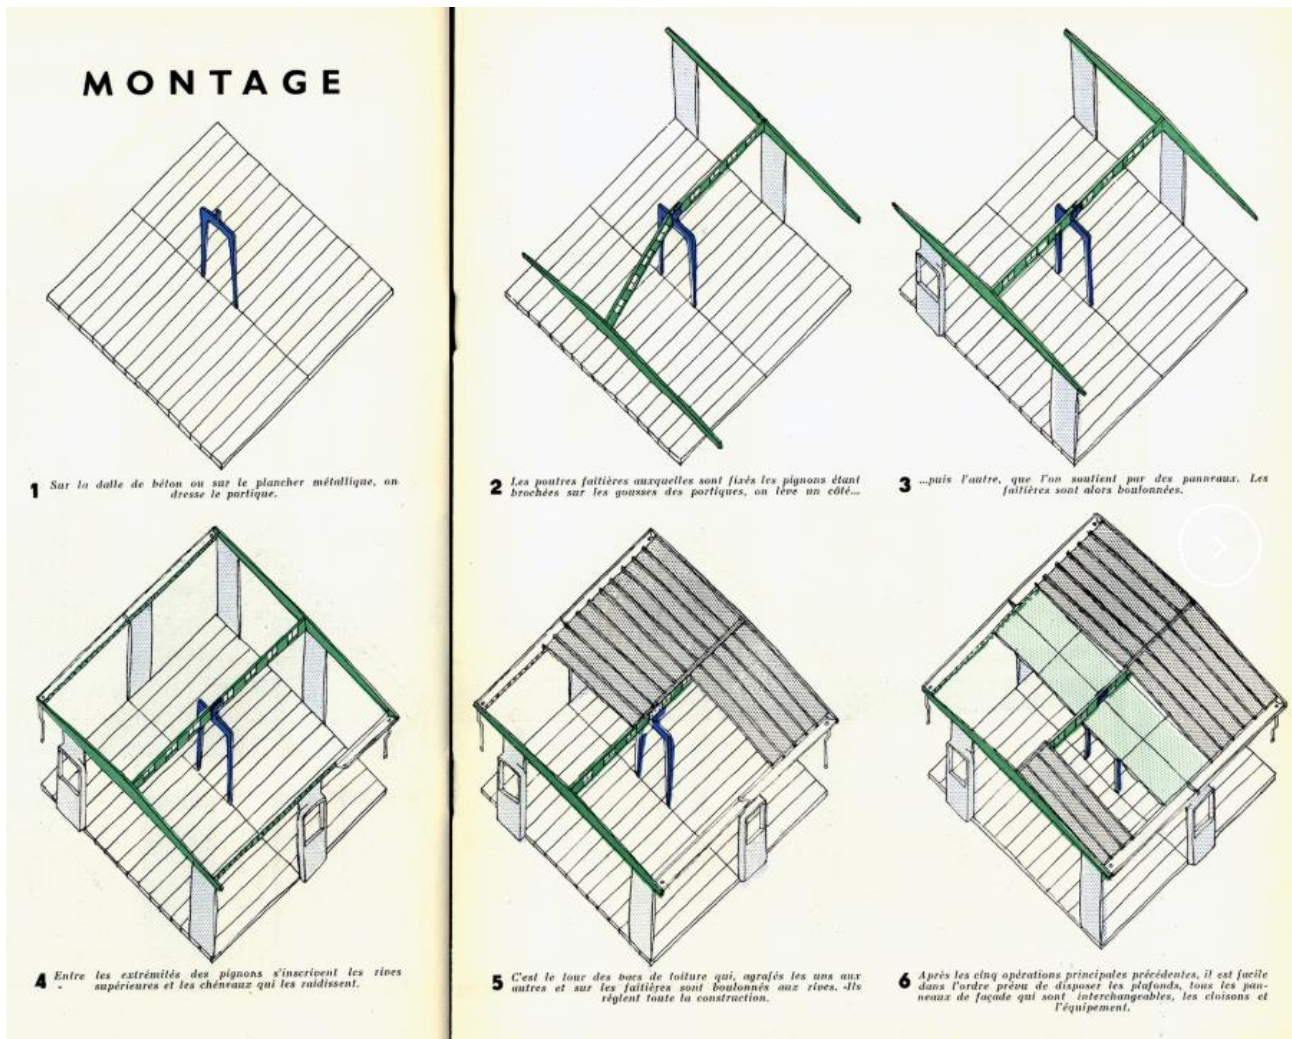 MONTAGE
1 Sur la dalle de béton ou sur le plancher métallique, on
dresse le portique.
2 Les poutres faîtières auxquelles sont fixés les pignons étant
brochées sur les gousses des portiques, on lève un côté...
3 ...puis l'autre, que l'on soutient par des panneaux. Les
faîtières sont alors boulonnées.
4 Entre les extrémités des pignons s'inscrivent les rives
supérieures et les chéneaux qui les raidissent.
5 C'est le tour des bacs de toiture qui, agrafés les uns aux
autres et sur les faîtières sont boulonnés aux rives. -Ils
règlent toute la construction.
6 Après les cinq opérations principales précédentes, il est facile
dans l'ordre prévu de disposer les plafonds, tous les pan-
neaux de façade qui sont interchangeables, les cloisons et
l'équipement.